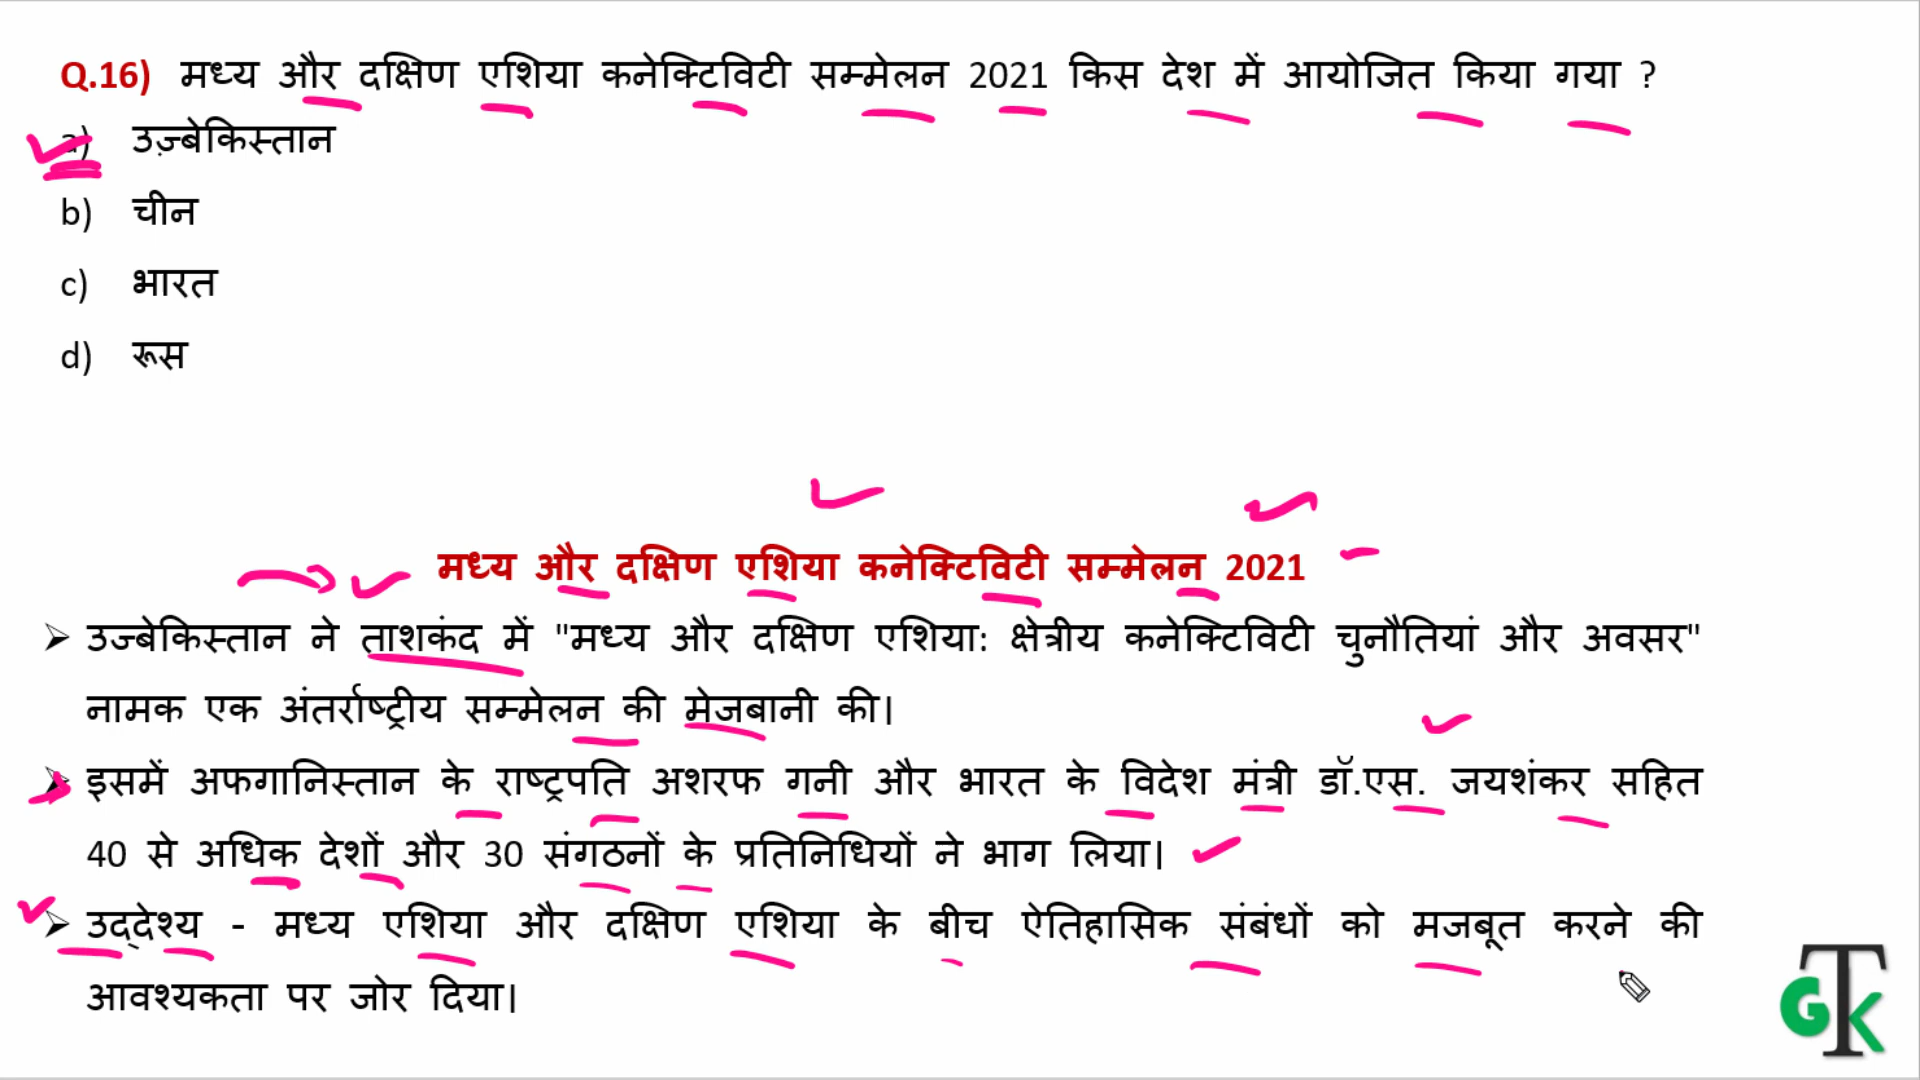 Q.16) मध्य और दक्षिण एशिया कनेक्टिविटी सम्मेलन 2021 किस देश में आयोजित किया गया ?
a) उज़्बेकिस्तान
b) चीन
c) भारत
d) रूस
मध्य और दक्षिण एशिया कनेक्टिविटी सम्मेलन 2021
➢ उज्बेकिस्तान ने ताशकंद में "मध्य और दक्षिण एशिया: क्षेत्रीय कनेक्टिविटी चुनौतियां और अवसर"
नामक एक अंतर्राष्ट्रीय सम्मेलन की मेजबानी की।
➢ इसमें अफगानिस्तान के राष्ट्रपति अशरफ गनी और भारत के विदेश मंत्री डॉ.एस. जयशंकर सहित
40 से अधिक देशों और 30 संगठनों के प्रतिनिधियों ने भाग लिया।
➢ उद्देश्य - मध्य एशिया और दक्षिण एशिया के बीच ऐतिहासिक संबंधों को मजबूत करने की
आवश्यकता पर जोर दिया।
GTK